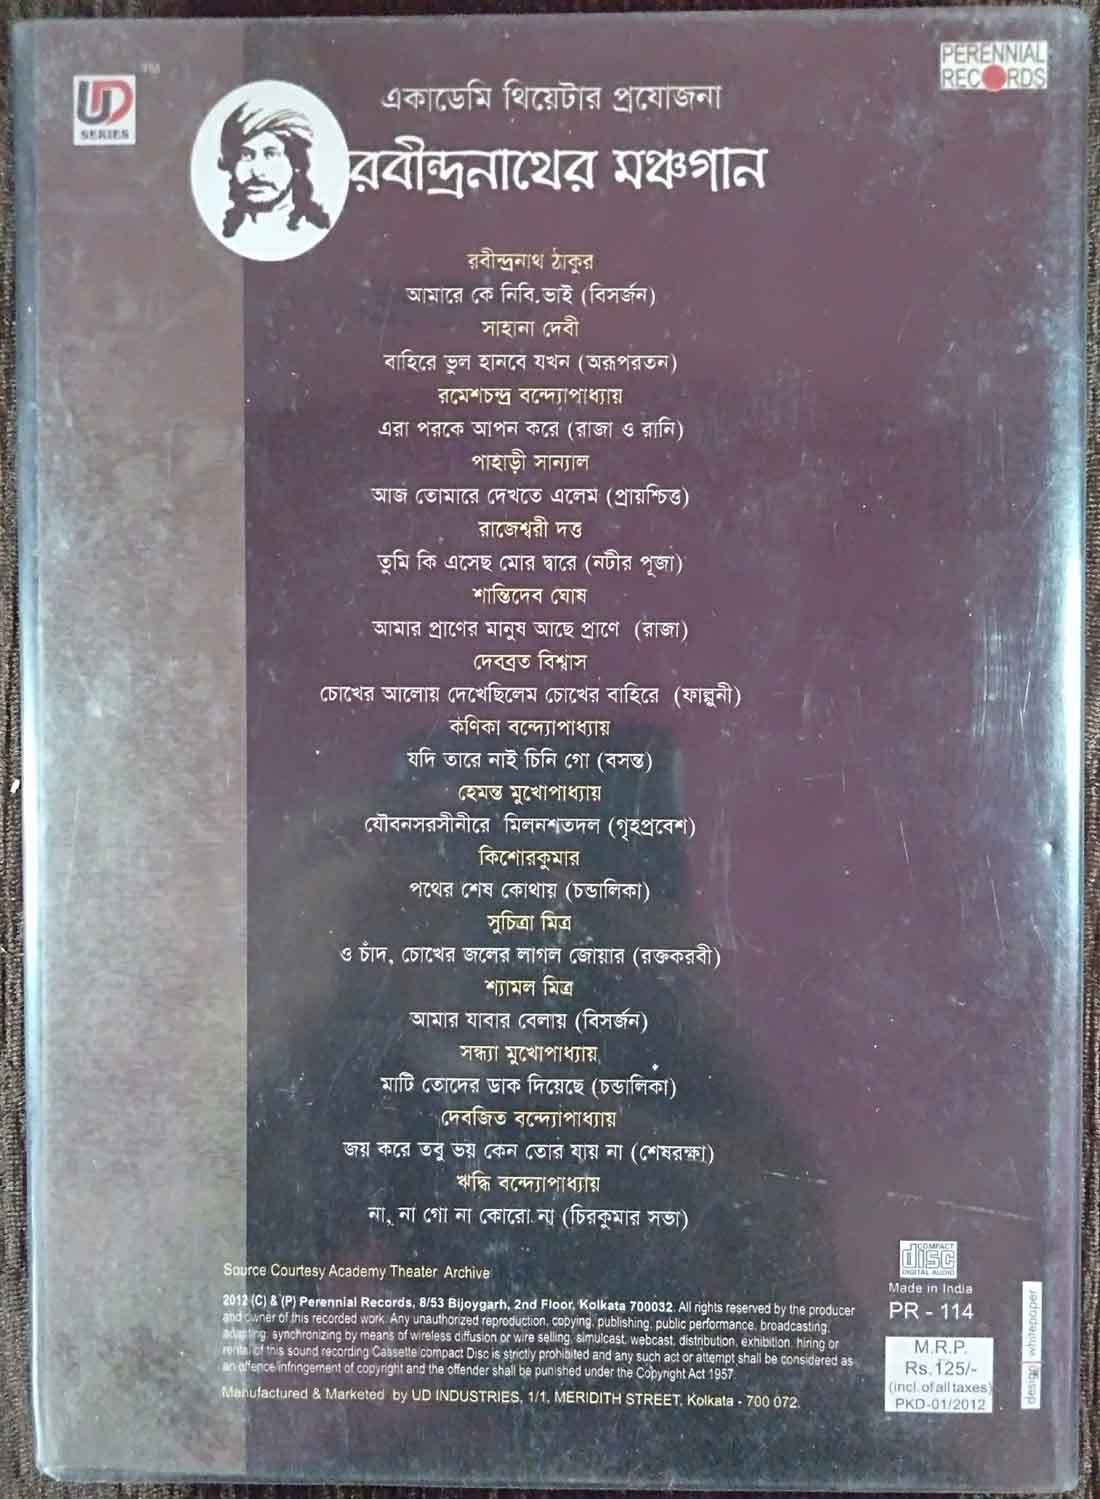 UD
SERIES
TM
PERENNIAL
RECORDS
একাডেমি থিয়েটার প্রযোজনা
রবীন্দ্রনাথের মঞ্চগান
রবীন্দ্রনাথ ঠাকুর
আমারে কে নিবি ভাই (বিসর্জন)
সাহানা দেবী
বাহিরে ভুল হানবে যখন (অরূপরতন)
রমেশচন্দ্র বন্দ্যোপাধ্যায়
এরা পরকে আপন করে (রাজা ও রানি)
পাহাড়ী সান্যাল
আজ তোমারে দেখতে এলেম (প্রায়শ্চিত্ত)
রাজেশ্বরী দত্ত
তুমি কি এসেছ মোর দ্বারে (নটীর পূজা)
শান্তিদেব ঘোষ
আমার প্রাণের মানুষ আছে প্রাণে (রাজা)
দেবব্রত বিশ্বাস
চোখের আলোয় দেখেছিলেম চোখের বাহিরে (ফাল্গুনী)
কণিকা বন্দ্যোপাধ্যায়
যদি তারে নাই চিনি গো (বসন্ত)
হেমন্ত মুখোপাধ্যায়
যৌবনসরসীনীরে মিলনশতদল (গৃহপ্রবেশ)
কিশোরকুমার
পথের শেষ কোথায় (চন্ডালিকা)
সুচিত্রা মিত্র
ও চাঁদ, চোখের জলের লাগল জোয়ার (রক্তকরবী)
শ্যামল মিত্র
আমার যাবার বেলায় (বিসর্জন)
সন্ধ্যা মুখোপাধ্যায়
মাটি তোদের ডাক দিয়েছে (চন্ডালিকা)
দেবজিত বন্দ্যোপাধ্যায়
জয় করে তবু ভয় কেন তোর যায় না (শেষরক্ষা)
ঋদ্ধি বন্দ্যোপাধ্যায়
না, না গো না কোরো না (চিরকুমার সভা)
Source Courtesy Academy Theater Archive
2012 (C) & (P) Perennial Records, 8/53 Bijoygarh, 2nd Floor, Kolkata 700032. All rights reserved by the producer
and owner of this recorded work. Any unauthorized reproduction, copying, publishing, public performance, broadcasting,
adapting, synchronizing by means of wireless diffusion or wire selling, simulcast, webcast, distribution, exhibition, hiring or
rental of this sound recording Cassette/compact Disc is strictly prohibited and any such act or attempt shall be considered as
an offence/infringement of copyright and the offender shall be punished under the Copyright Act 1957.
Manufactured & Marketed by UD INDUSTRIES, 1/1, MERIDITH STREET, Kolkata - 700 072.
COMPACT
disc
DIGITAL AUDIO
Made in India
PR - 114
M.R.P.
Rs.125/-
(incl.of all taxes)
PKD-01/2012
design whitepaper